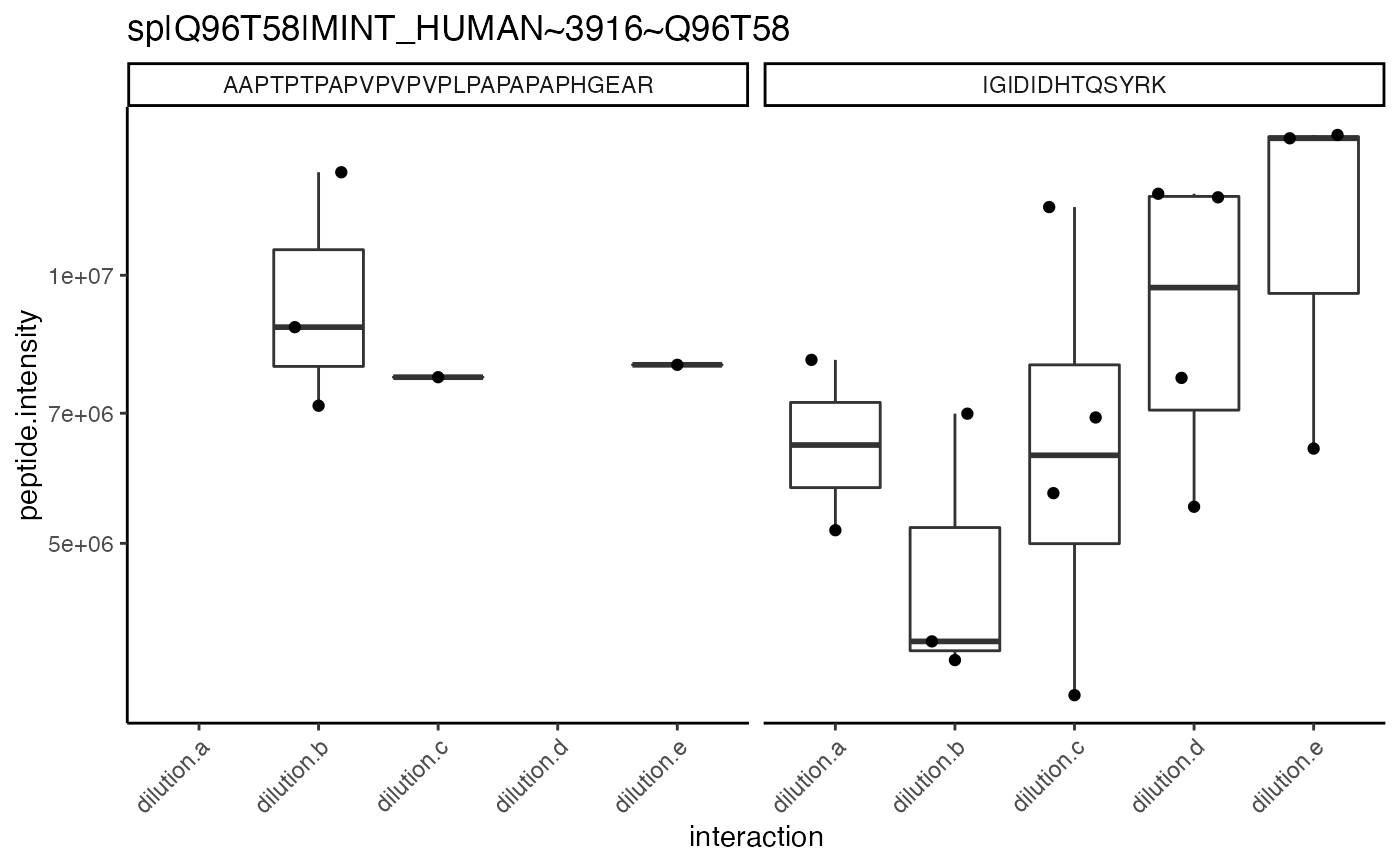 sp|Q96T58|MINT_HUMAN~3916~Q96T58
AAPTPTPAPVPVPVPLPAPAPAPHGEAR
IGIDIDHTQSYRK
peptide.intensity
1e+07
7e+06
5e+06
dilution.a
dilution.b
dilution.c
dilution.d
dilution.e
dilution.a
dilution.b
dilution.c
dilution.d
dilution.e
interaction